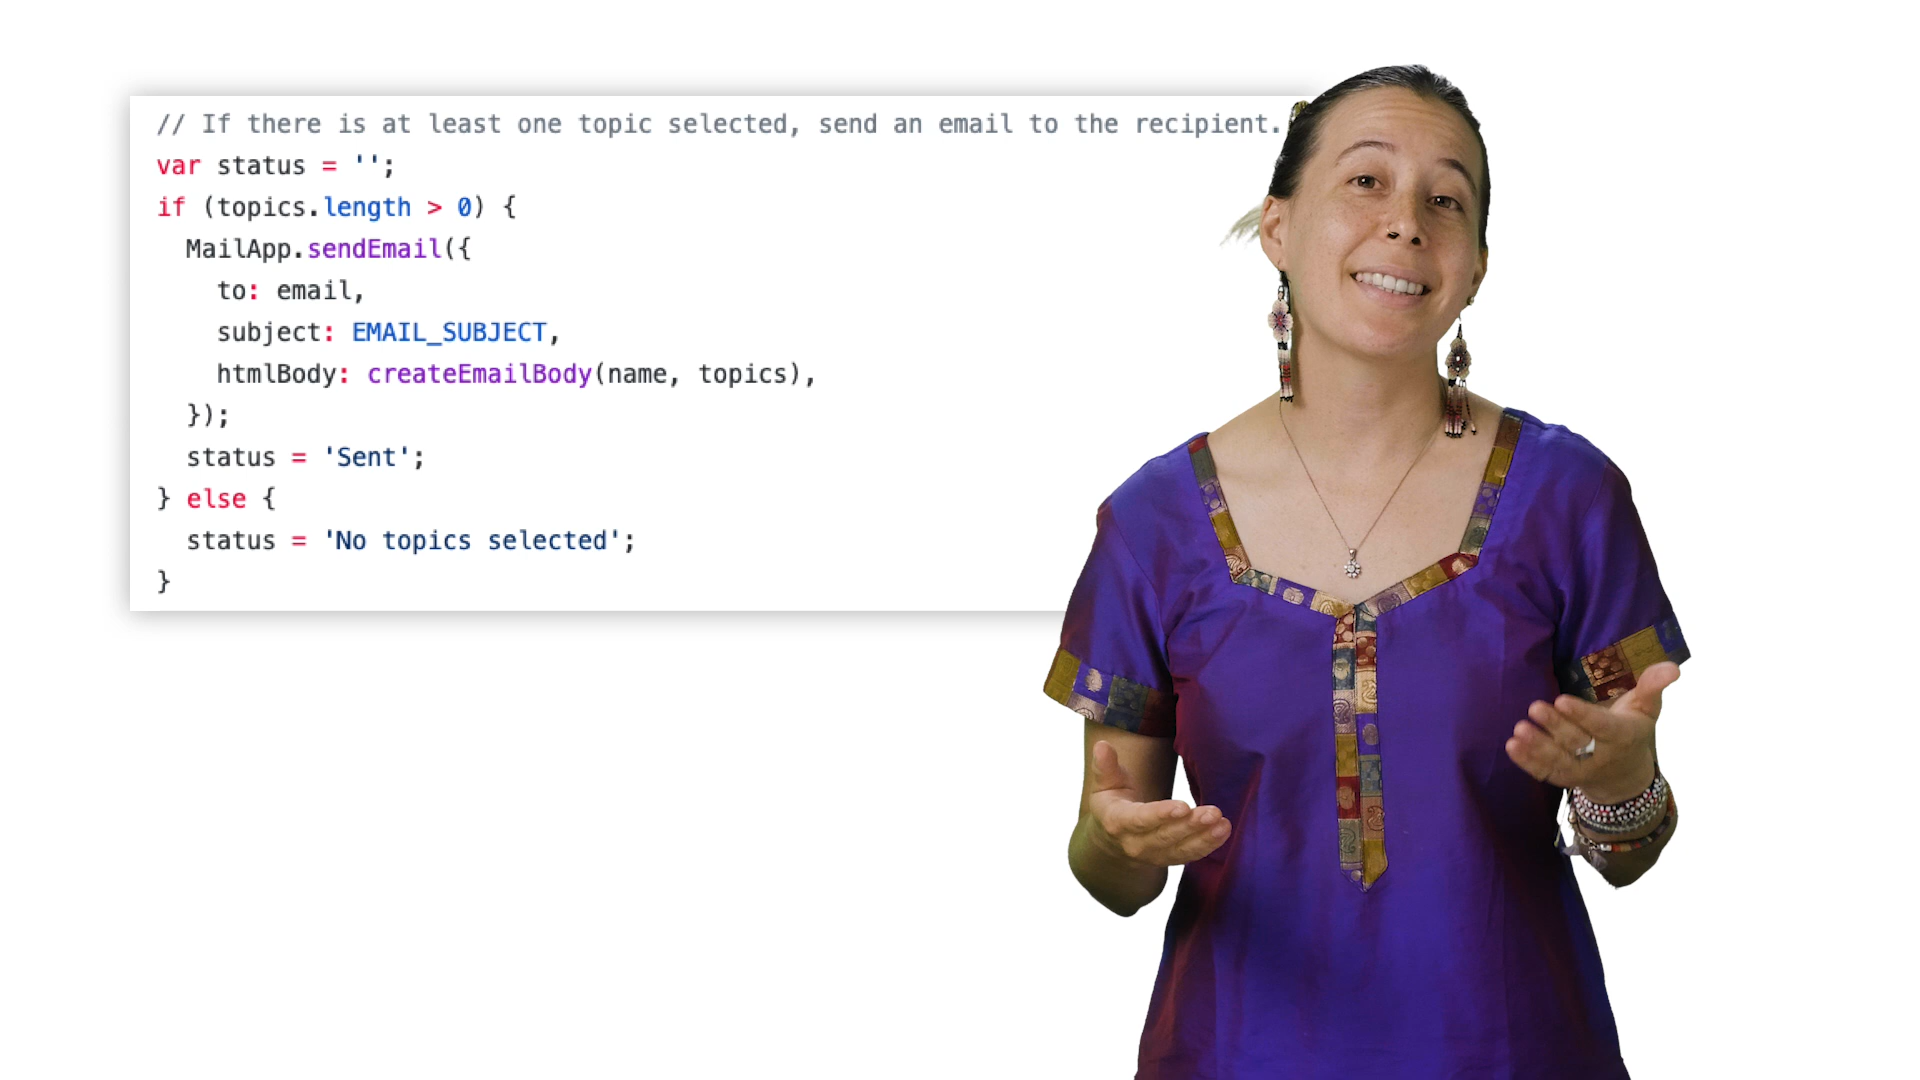 // If there is at least one topic selected, send an email to the recipient.
var status = '';
if (topics.length > 0) {
  MailApp.sendEmail({
    to: email,
    subject: EMAIL_SUBJECT,
    htmlBody: createEmailBody(name, topics),
  });
  status = 'Sent';
} else {
  status = 'No topics selected';
}